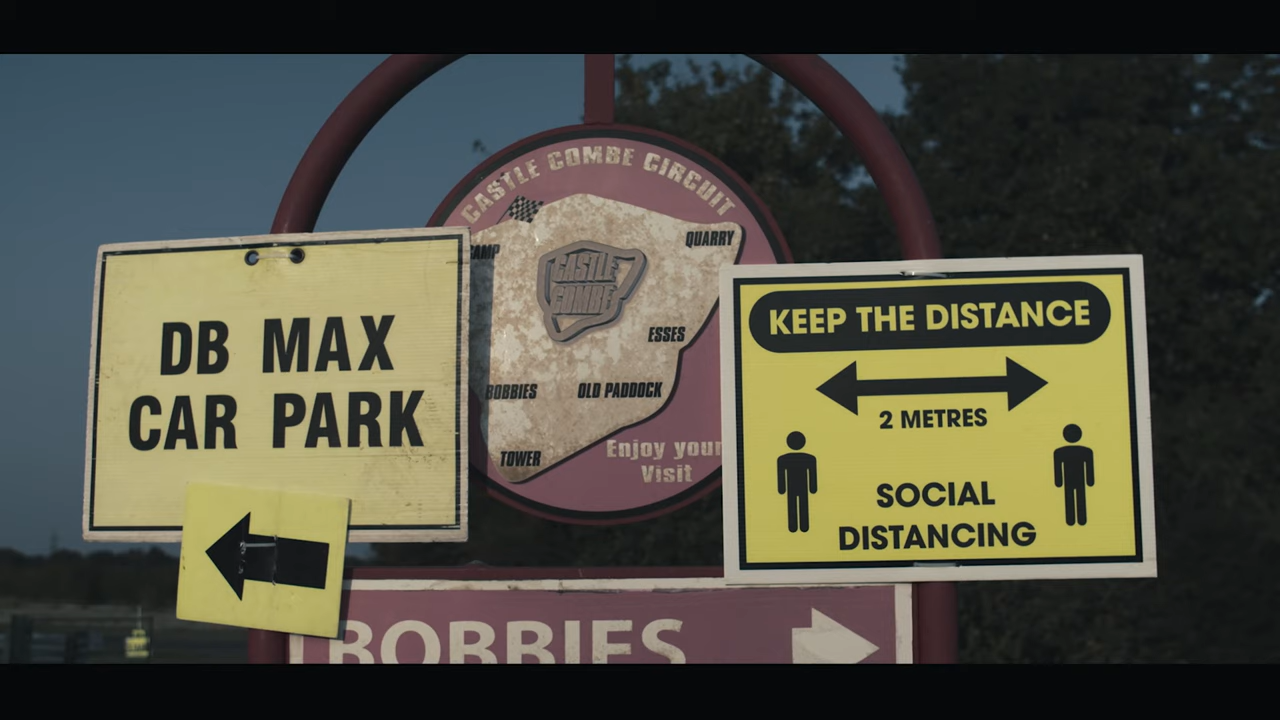 CASTLE COMBE CIRCUIT
QUARRY
CASTLE
COMBE
ESSES
BOBBIES
OLD PADDOCK
TOWER
Enjoy your
Visit
DB MAX
CAR PARK
KEEP THE DISTANCE
2 METRES
SOCIAL
DISTANCING
BOBBIES